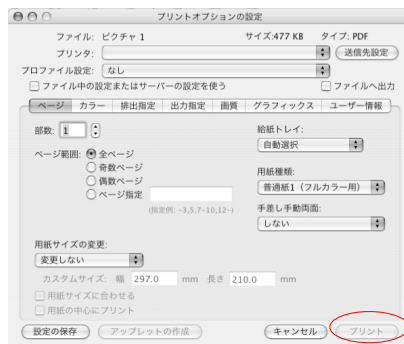 プリントオプションの設定
ファイル: ピクチャ 1 サイズ:477 KB タイプ: PDF
プリンタ: 送信先設定
プロファイル設定: なし
ファイル中の設定またはサーバーの設定を使う ファイルへ出力
ページ カラー 排出指定 出力指定 画質 グラフィックス ユーザー情報
部数: 1 給紙トレイ:
自動選択
ページ範囲: 全ページ
奇数ページ
偶数ページ 用紙種類:
ページ指定 普通紙1（フルカラー用）
(指定例: ~3,5,7~10,12~) 手差し手動両面:
しない
用紙サイズの変更:
変更しない
カスタムサイズ: 幅 297.0 mm 長さ 210.0 mm
用紙サイズに合わせる
用紙の中心にプリント
設定の保存 アップレットの作成 キャンセル プリント